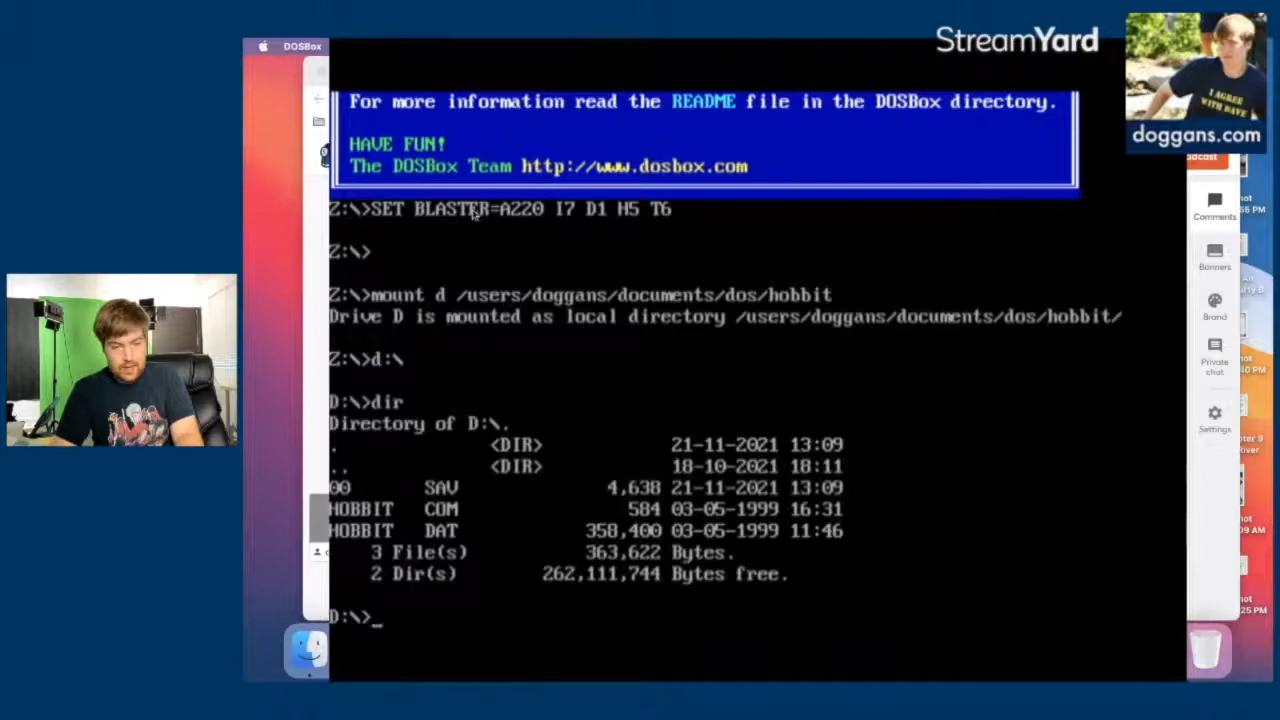 StreamYard
I AGREE
WITH DAVE
doggans.com
DOSBox
For more information read the README file in the DOSBox directory.
HAVE FUN!
The DOSBox Team http://www.dosbox.com
Z:\>SET BLASTER=A220 I7 D1 H5 T6
Z:\>
Z:\>mount d /users/doggans/documents/dos/hobbit
Drive D is mounted as local directory /users/doggans/documents/dos/hobbit/
Z:\>d:\
D:\>dir
Directory of D:\.
. <DIR> 21-11-2021 13:09
.. <DIR> 18-10-2021 18:11
00 SAV 4,638 21-11-2021 13:09
HOBBIT COM 584 03-05-1999 16:31
HOBBIT DAT 358,400 03-05-1999 11:46
3 File(s) 363,622 Bytes.
2 Dir(s) 262,111,744 Bytes free.
D:\>_
Comments
Banners
Brand
Private
chat
Settings